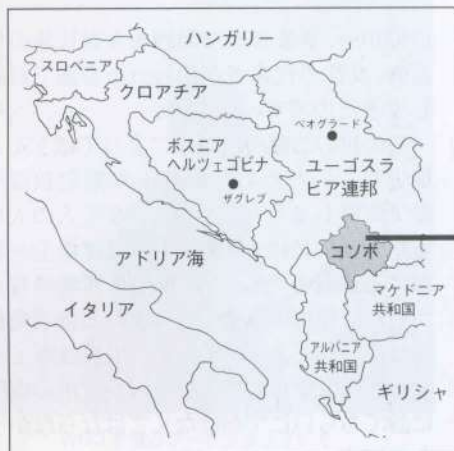 ハンガリー
スロベニア
クロアチア
ベオグラード
ボスニア
ヘルツェゴビナ
ザグレブ
ユーゴスラ
ビア連邦
コソボ
アドリア海
イタリア
マケドニア
共和国
アルバニア
共和国
ギリシャ